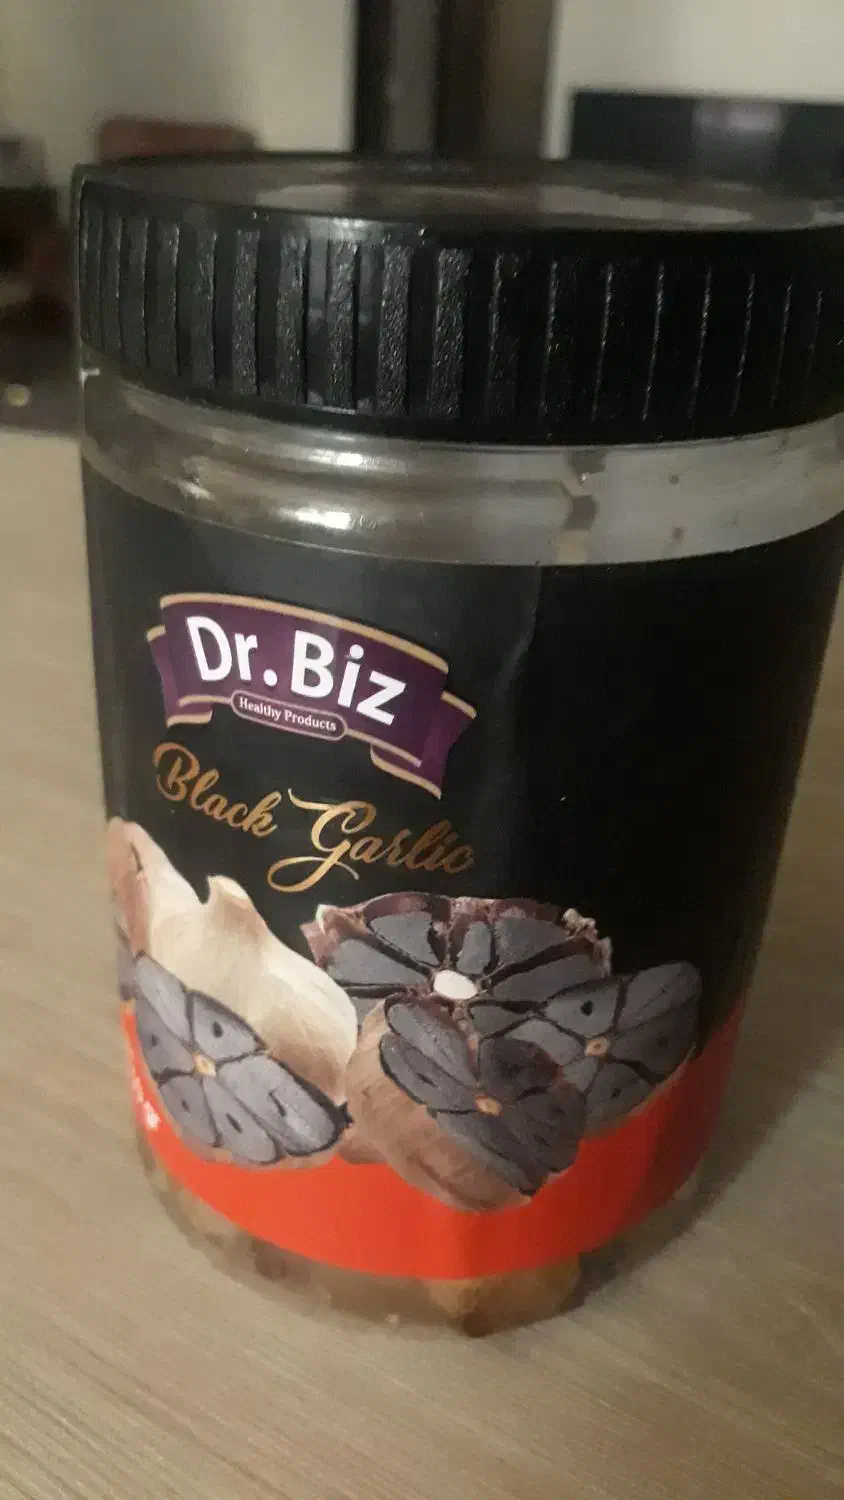 Dr. Biz
Healthy Products
Black Garlic